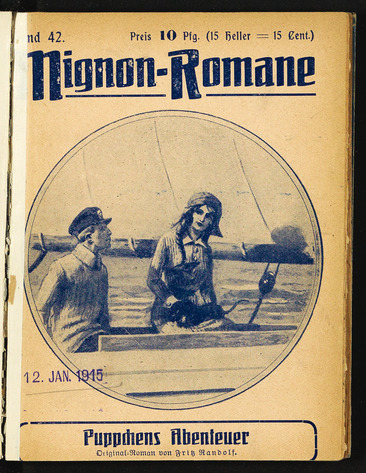 nd 42.
Preis 10 Pfg. (15 Heller = 15 Cent.)
Mignon-Romane
12. JAN. 1915
Puppchens Abenteuer
Original-Roman von Fritz Randolf.